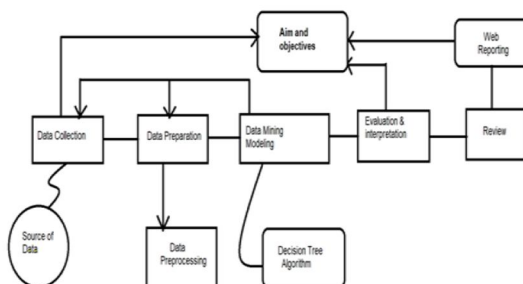 Aim and
objectives
Web
Reporting
Data Collection
Data Preparation
Data Mining
Modeling
Evaluation &
interpretation
Review
Source of
Data
Data
Preprocessing
Decision Tree
Algorithm